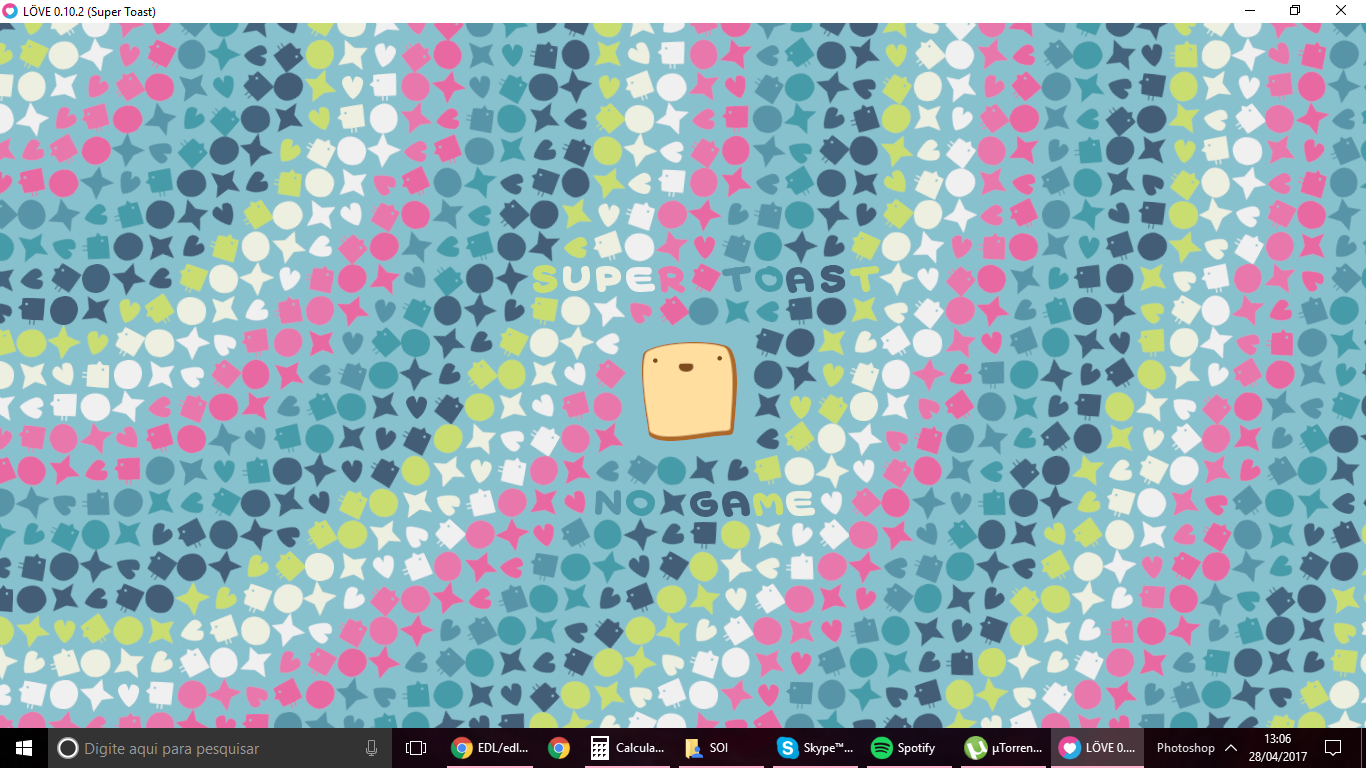 LÖVE 0.10.2 (Super Toast)
SUPER TOAST
NO GAME
Digite aqui para pesquisar
EDL/edl...
Calcula...
SOI
Skype™...
Spotify
µTorren...
LÖVE 0....
Photoshop
13:06
28/04/2017